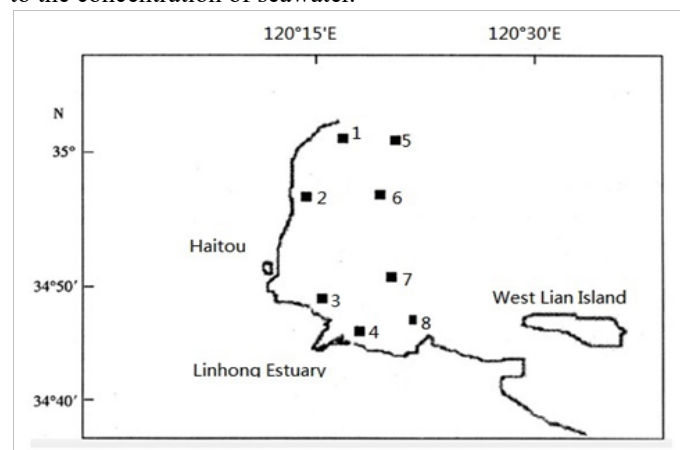 to the concentration of seawater.
120°15'E 120°30'E
N
35°
1
5
2
6
Haitou
7
34°50'
3
West Lian Island
8
4
Linhong Estuary
34°40'